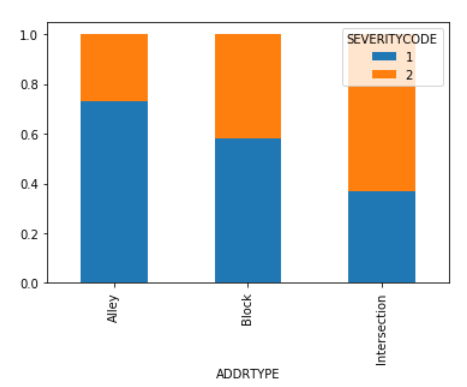 1.0
0.8
0.6
0.4
0.2
0.0
SEVERITYCODE
1
2
Alley
Block
Intersection
ADDRTYPE